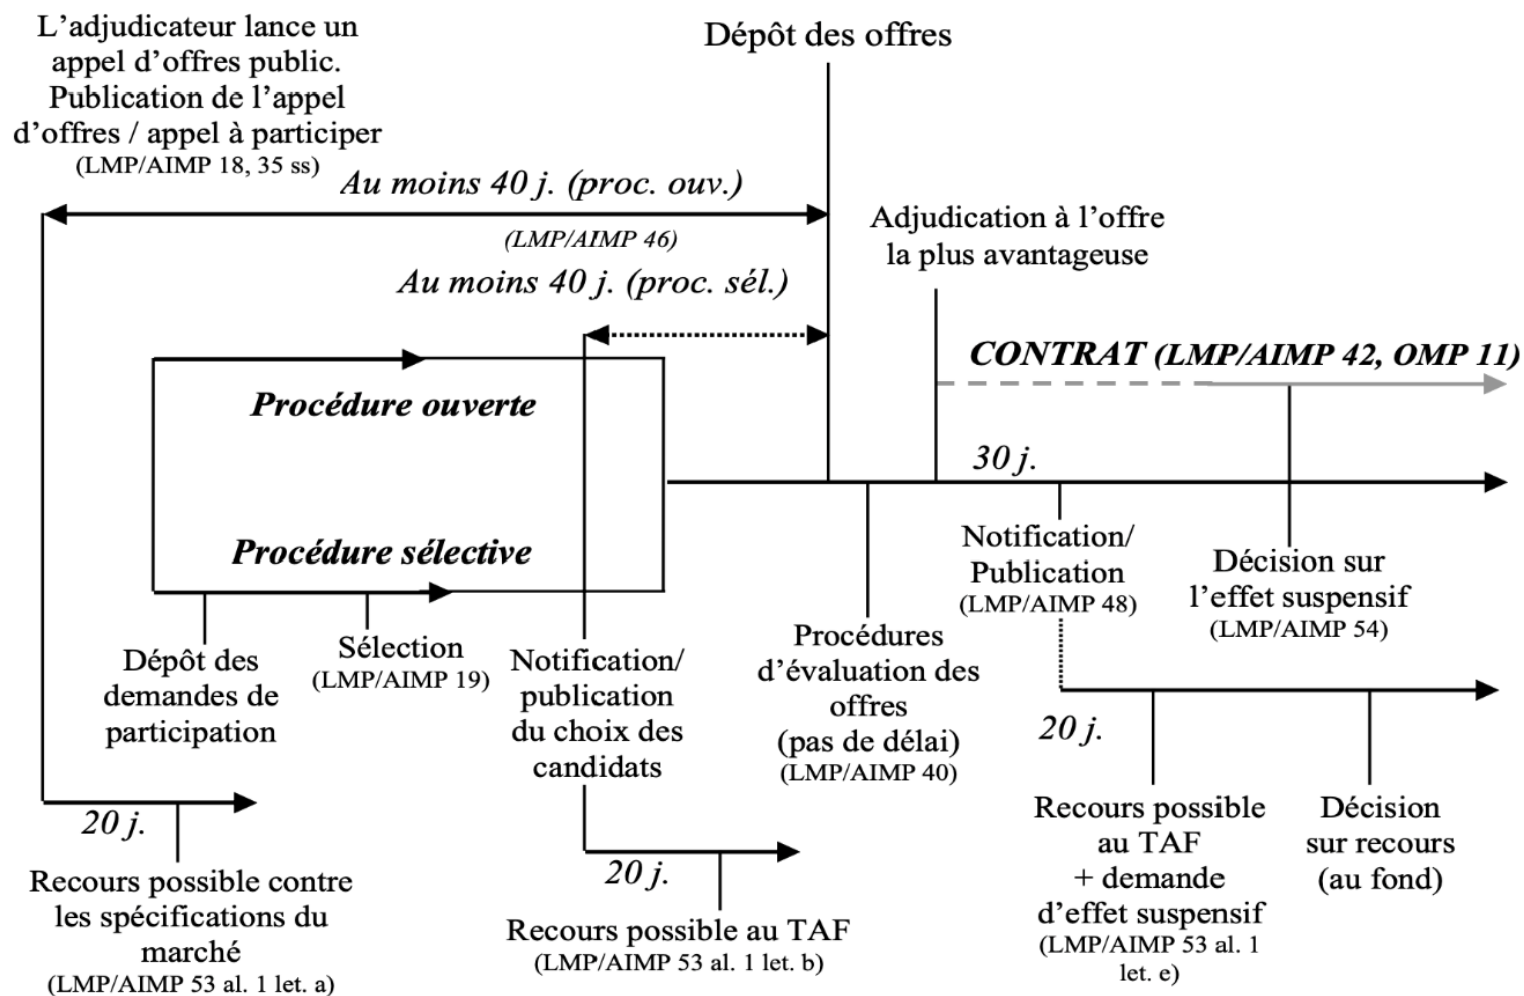 L’adjudicateur lance un
appel d’offres public.
Publication de l’appel
d’offres / appel à participer
(LMP/AIMP 18, 35 ss)
Dépôt des offres
Au moins 40 j. (proc. ouv.)
(LMP/AIMP 46)
Au moins 40 j. (proc. sél.)
Adjudication à l’offre
la plus avantageuse
CONTRAT (LMP/AIMP 42, OMP 11)
Procédure ouverte
30 j.
Procédure sélective
Dépôt des
demandes de
participation
Sélection
(LMP/AIMP 19)
Notification/
publication
du choix des
candidats
Procédures
d’évaluation des
offres
(pas de délai)
(LMP/AIMP 40)
Notification/
Publication
(LMP/AIMP 48)
Décision sur
l’effet suspensif
(LMP/AIMP 54)
20 j.
Recours possible contre
les spécifications du
marché
(LMP/AIMP 53 al. 1 let. a)
20 j.
Recours possible au TAF
(LMP/AIMP 53 al. 1 let. b)
20 j.
Recours possible
au TAF
+ demande
d’effet suspensif
(LMP/AIMP 53 al. 1
let. e)
Décision
sur recours
(au fond)